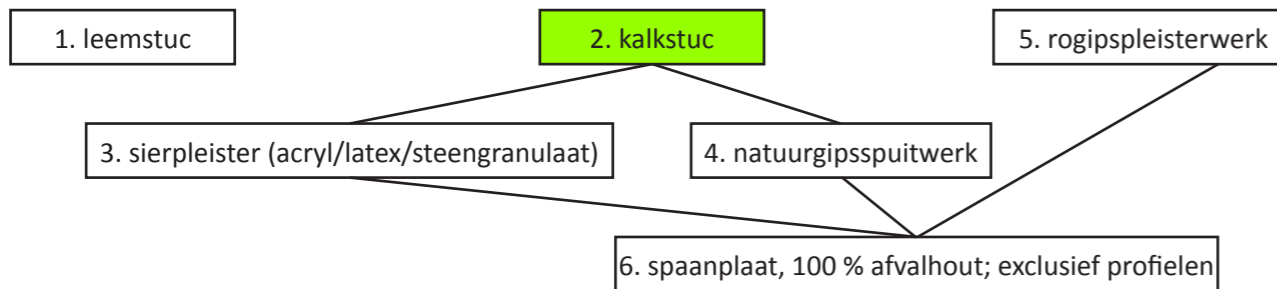 1. leemstuc
2. kalkstuc
5. rogipspleisterwerk
3. sierpleister (acryl/latex/steengranulaat)
4. natuurgipsspuitwerk
6. spaanplaat, 100 % afvalhout; exclusief profielen